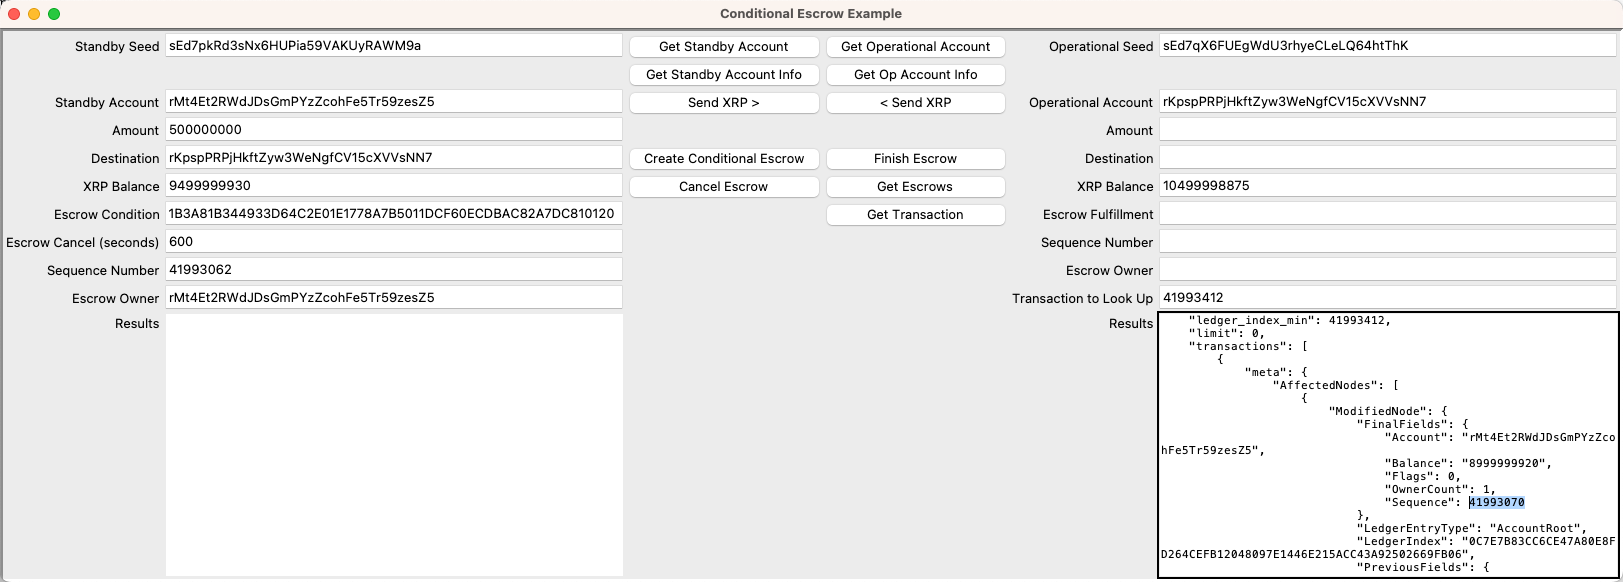 Conditional Escrow Example
Standby Seed sEd7pkRd3sNx6HUPia59VAKUyRAWM9a Get Standby Account Get Operational Account Operational Seed sEd7qX6FUEgWdU3rhyeCLeLQ64htThK
Get Standby Account Info Get Op Account Info
Standby Account rMt4Et2RWdJDsGmPYzZcohFe5Tr59zesZ5 Send XRP > < Send XRP Operational Account rKpspPRPjHkftZyw3WeNgfCV15cXVVsNN7
Amount 500000000 Amount
Destination rKpspPRPjHkftZyw3WeNgfCV15cXVVsNN7 Create Conditional Escrow Finish Escrow Destination
XRP Balance 9499999930 Cancel Escrow Get Escrows XRP Balance 10499998875
Escrow Condition 1B3A81B344933D64C2E01E1778A7B5011DCF60ECDBAC82A7DC810120 Get Transaction Escrow Fulfillment
Escrow Cancel (seconds) 600 Sequence Number
Sequence Number 41993062 Escrow Owner
Escrow Owner rMt4Et2RWdJDsGmPYzZcohFe5Tr59zesZ5 Transaction to Look Up 41993412
Results Results
"ledger_index_min": 41993412,
"limit": 0,
"transactions": [
{
"meta": {
"AffectedNodes": [
{
"ModifiedNode": {
"FinalFields": {
"Account": "rMt4Et2RWdJDsGmPYzZco
hFe5Tr59zesZ5",
"Balance": "8999999920",
"Flags": 0,
"OwnerCount": 1,
"Sequence": 41993070
},
"LedgerEntryType": "AccountRoot",
"LedgerIndex": "0C7E7B83CC6CE47A80E8F
D264CEFB12048097E1446E215ACC43A92502669FB06",
"PreviousFields": {